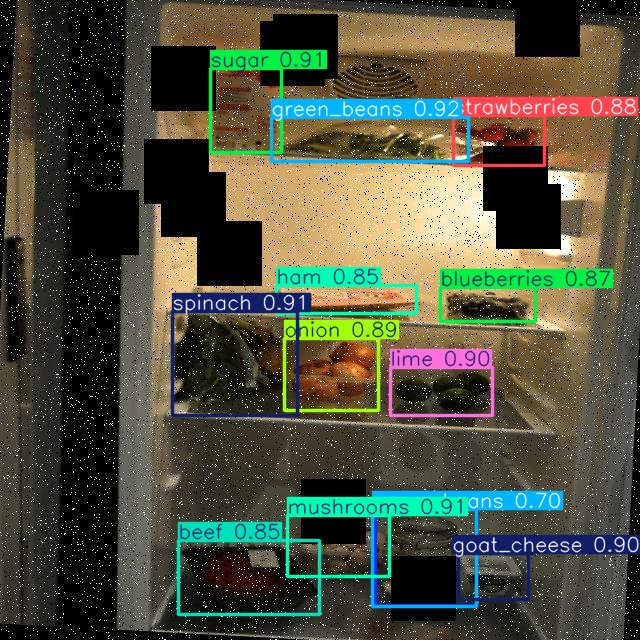 sugar 0.91
green_beans 0.92
trawberries 0.88
ham 0.85
blueberries 0.87
spinach 0.91
onion 0.89
lime 0.90
mushrooms 0.91
ans 0.70
beef 0.85
goat_cheese 0.90